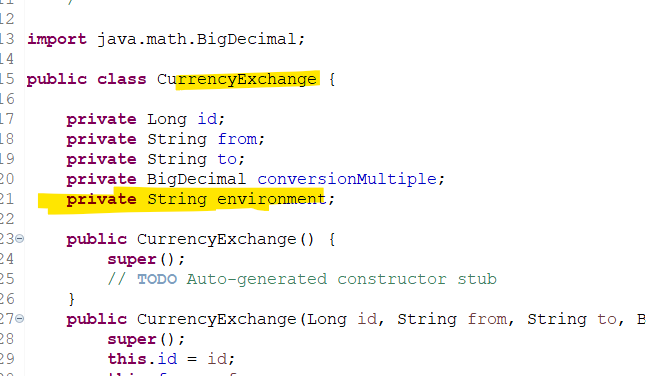 12
13 import java.math.BigDecimal;
14
15 public class CurrencyExchange {
16
17 private Long id;
18 private String from;
19 private String to;
20 private BigDecimal conversionMultiple;
21 private String environment;
22
23 public CurrencyExchange() {
24 super();
25 // TODO Auto-generated constructor stub
26 }
27 public CurrencyExchange(Long id, String from, String to, B
28 super();
29 this.id = id;